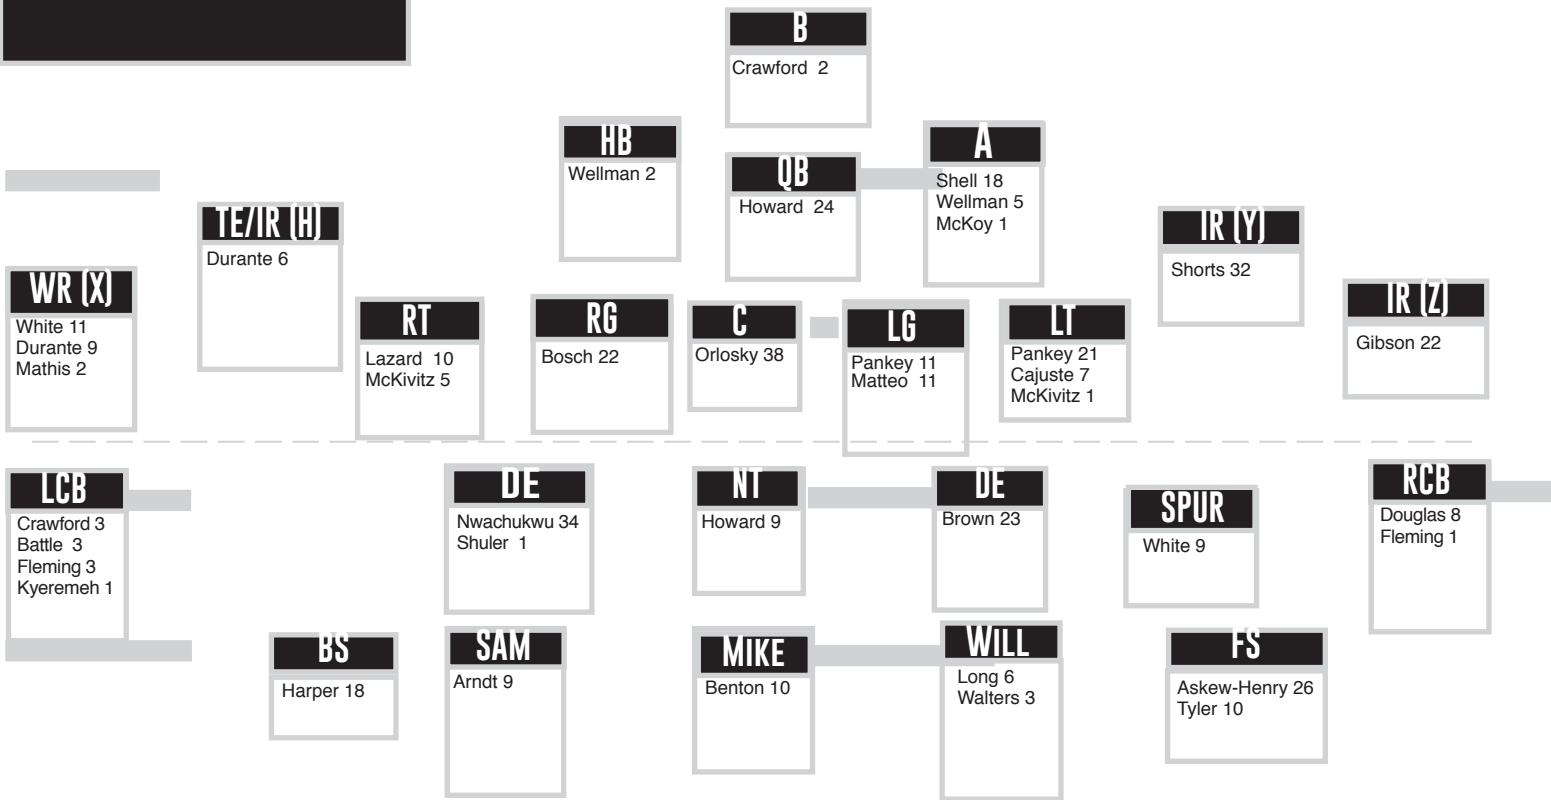 B
Crawford 2
HB
Wellman 2
QB
Howard 24
A
Shell 18
Wellman 5
McKoy 1
TE/IR (H)
Durante 6
IR (Y)
Shorts 32
WR (X)
White 11
Durante 9
Mathis 2
RT
Lazard 10
McKivitz 5
RG
Bosch 22
C
Orlosky 38
LG
Pankey 11
Matteo 11
LT
Pankey 21
Cajuste 7
McKivitz 1
IR (Z)
Gibson 22
LCB
Crawford 3
Battle 3
Fleming 3
Kyeremeh 1
DE
Nwachukwu 34
Shuler 1
NT
Howard 9
DE
Brown 23
SPUR
White 9
RCB
Douglas 8
Fleming 1
BS
Harper 18
SAM
Arndt 9
MIKE
Benton 10
WILL
Long 6
Walters 3
FS
Askew-Henry 26
Tyler 10